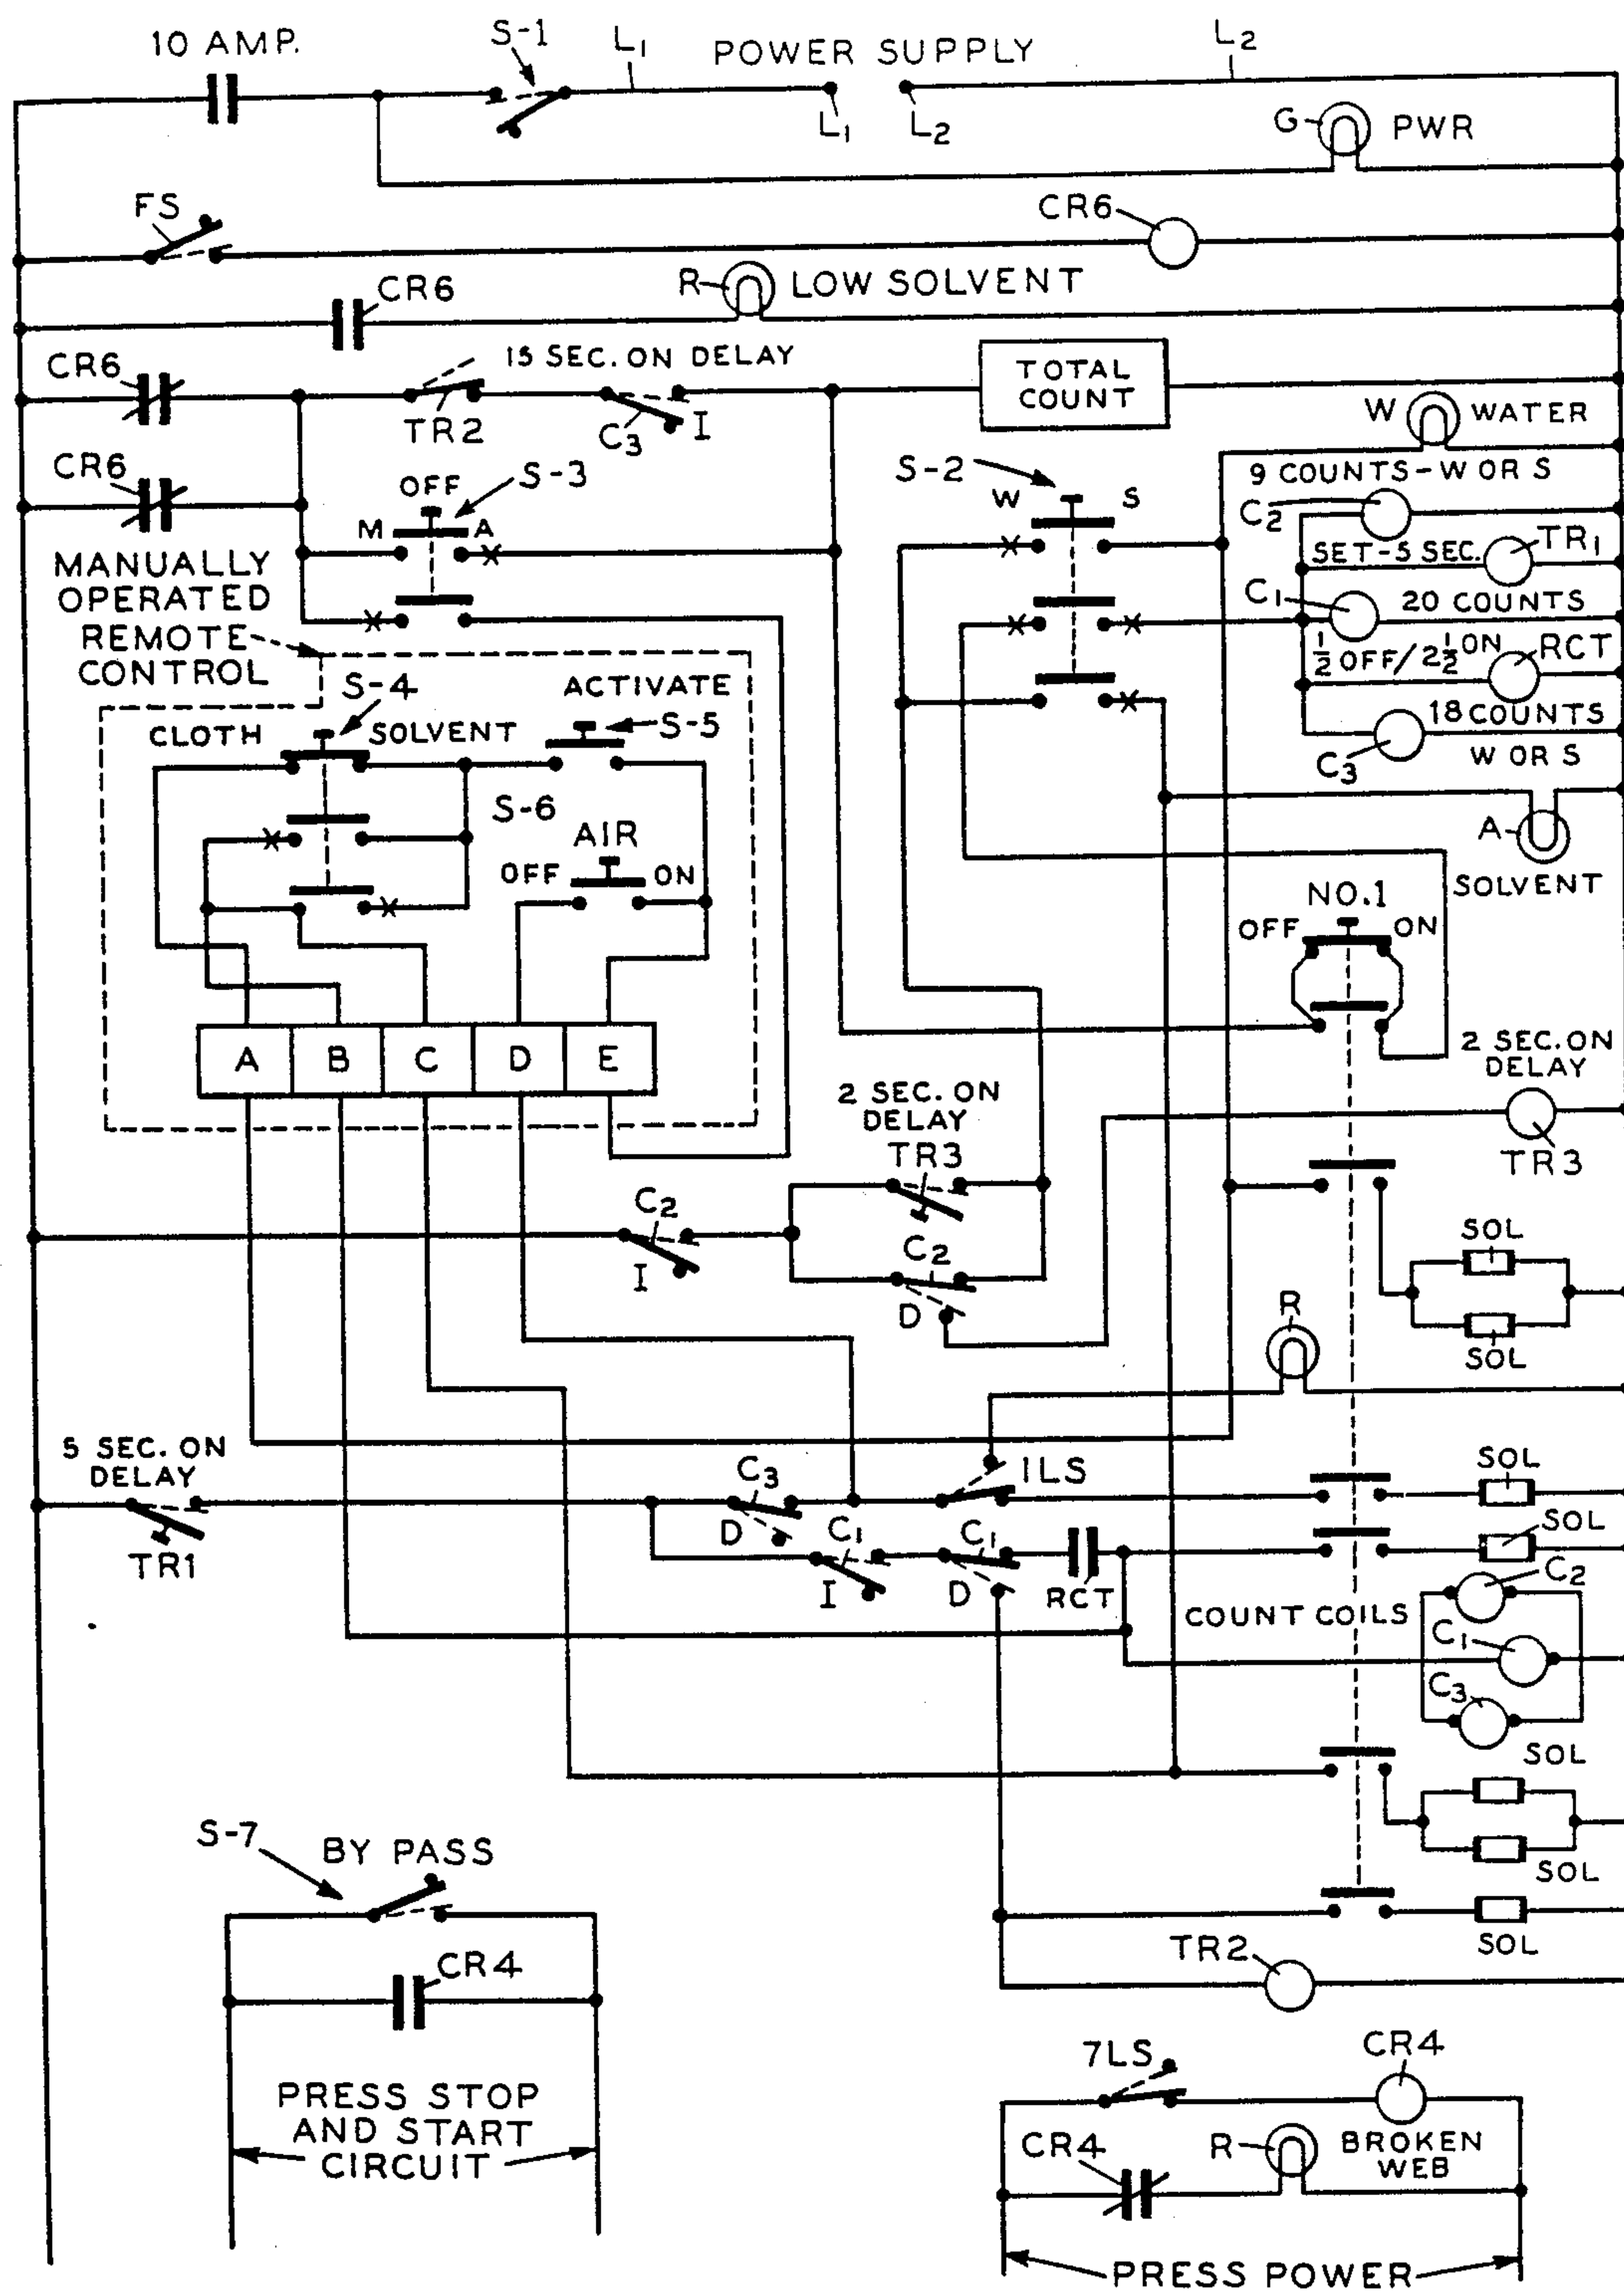 10 AMP.
S-1
L1
POWER SUPPLY
L2
L1
L2
G
PWR
FS
CR6
CR6
R
LOW SOLVENT
CR6
15 SEC. ON DELAY
TR2
C3
I
TOTAL
COUNT
W
WATER
CR6
OFF
S-3
M
A
S-2
W
S
9 COUNTS-W OR S
C2
SET-5 SEC.
TR1
C1
20 COUNTS
½ OFF/2½ ON
RCT
18 COUNTS
W OR S
C3
MANUALLY
OPERATED
REMOTE
CONTROL
S-4
ACTIVATE
CLOTH
SOLVENT
S-5
S-6
AIR
OFF
ON
A
SOLVENT
NO.1
OFF
ON
A
B
C
D
E
2 SEC. ON
DELAY
TR3
2 SEC. ON
DELAY
TR3
C2
I
C2
D
SOL
SOL
R
5 SEC. ON
DELAY
TR1
C3
D
1LS
C1
I
C1
D
RCT
SOL
SOL
C2
COUNT COILS
C1
C3
SOL
SOL
SOL
TR2
S-7
BY PASS
CR4
PRESS STOP
AND START
CIRCUIT
7LS
CR4
CR4
R
BROKEN
WEB
PRESS POWER